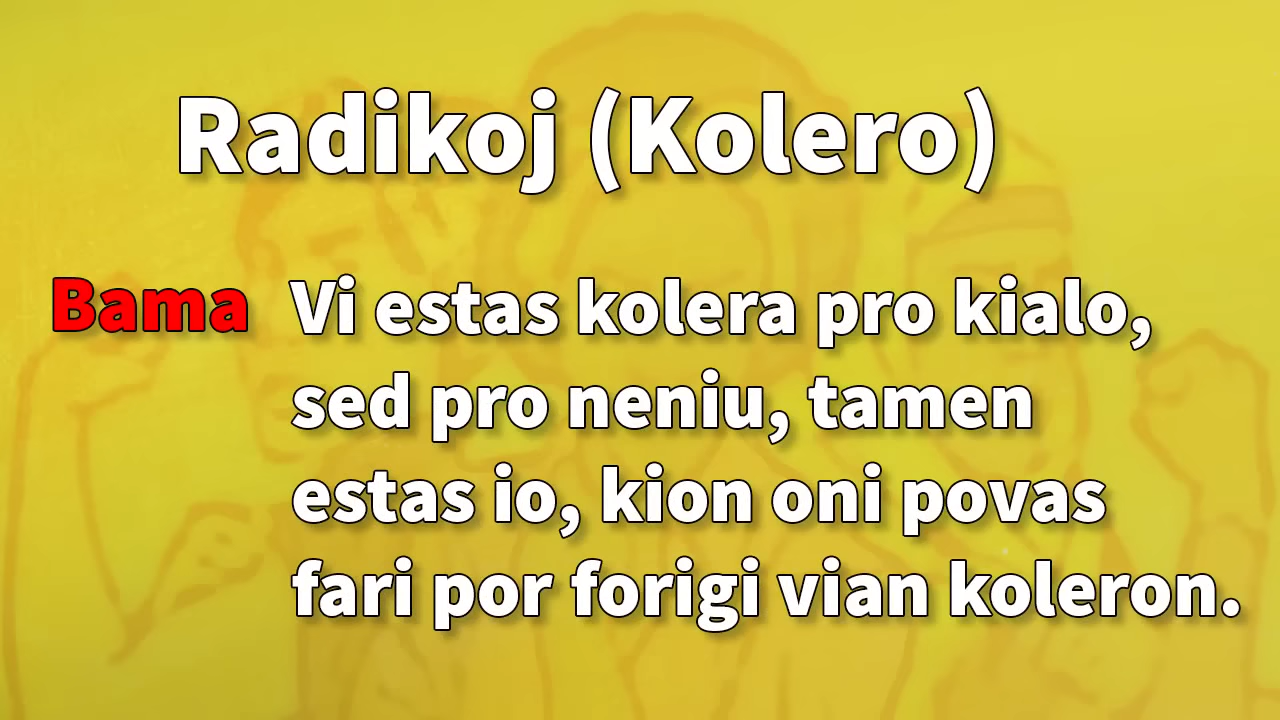 Radikoj (Kolero)
Bama Vi estas kolera pro kialo,
sed pro neniu, tamen
estas io, kion oni povas
fari por forigi vian koleron.